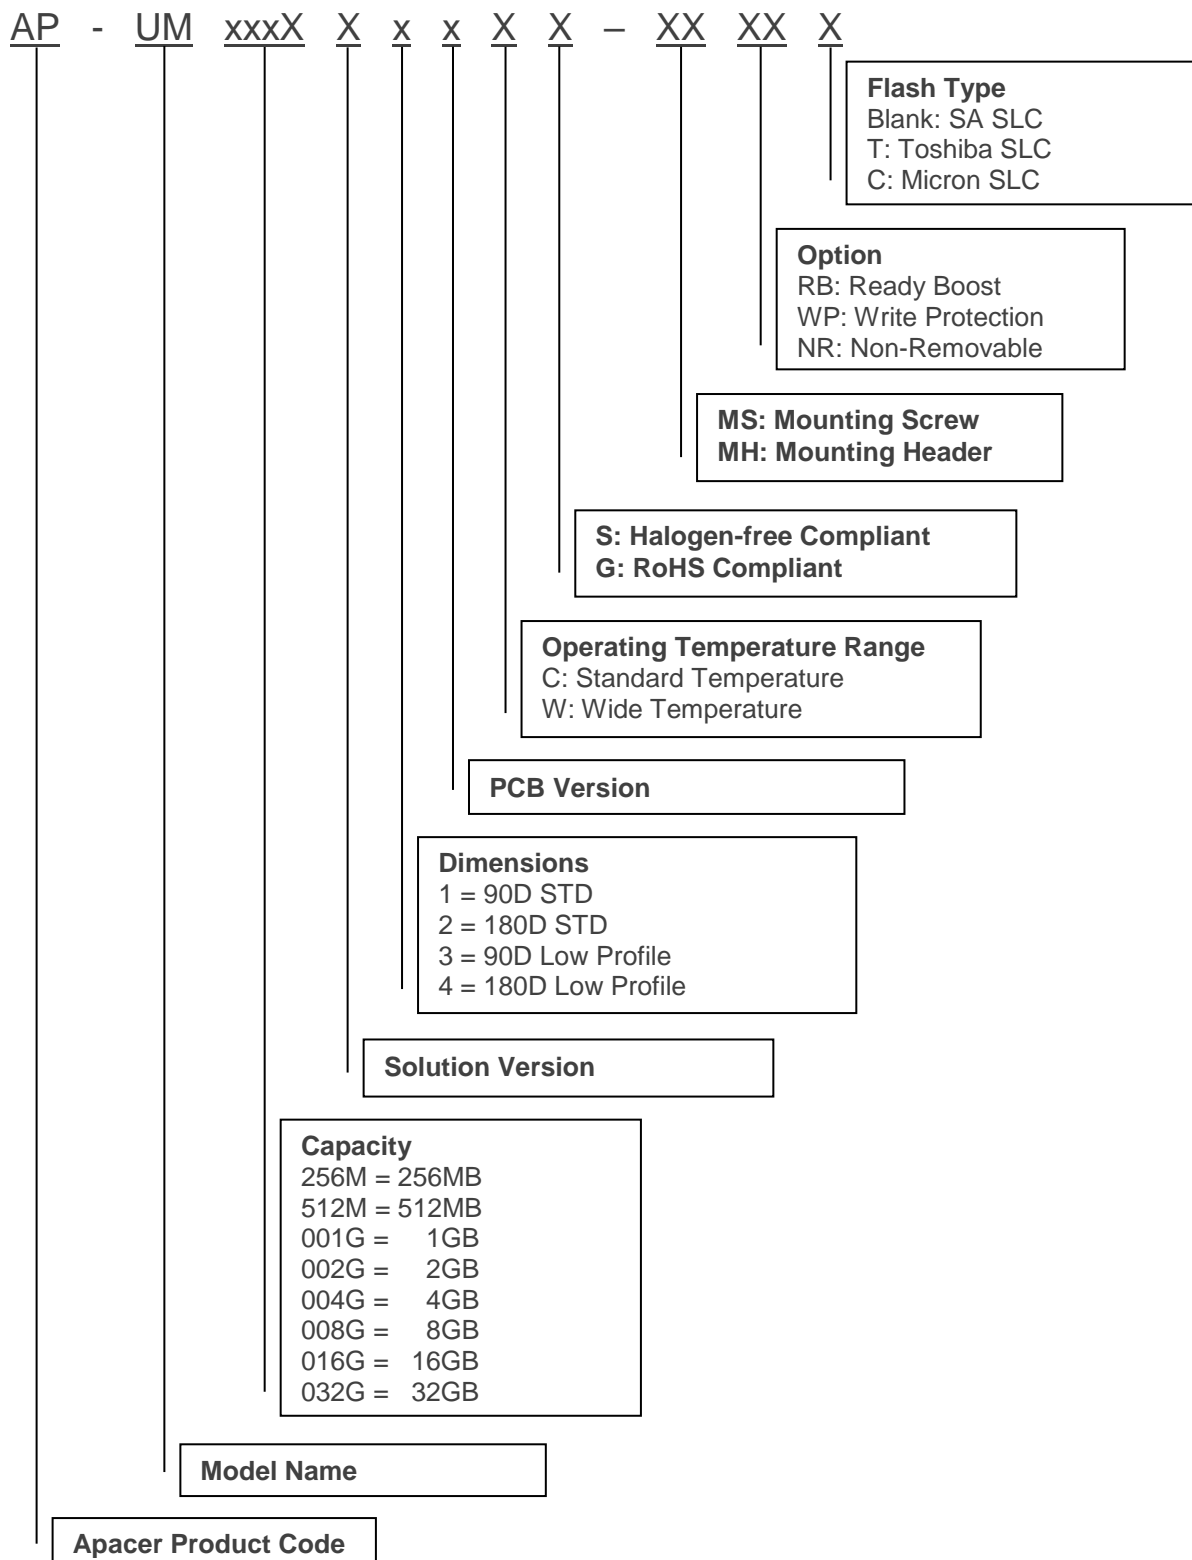 AP - UM xxxX X x x X X – XX XX X
Flash Type
Blank: SA SLC
T: Toshiba SLC
C: Micron SLC
Option
RB: Ready Boost
WP: Write Protection
NR: Non-Removable
MS: Mounting Screw
MH: Mounting Header
S: Halogen-free Compliant
G: RoHS Compliant
Operating Temperature Range
C: Standard Temperature
W: Wide Temperature
PCB Version
Dimensions
1 = 90D STD
2 = 180D STD
3 = 90D Low Profile
4 = 180D Low Profile
Solution Version
Capacity
256M = 256MB
512M = 512MB
001G = 1GB
002G = 2GB
004G = 4GB
008G = 8GB
016G = 16GB
032G = 32GB
Model Name
Apacer Product Code